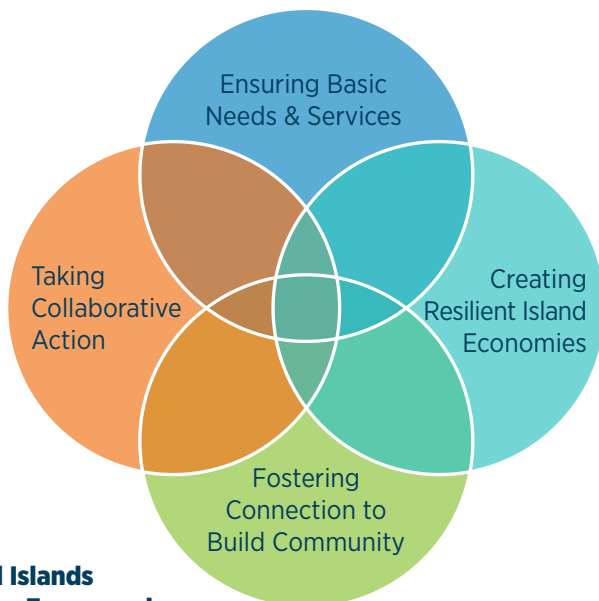 Ensuring Basic
Needs & Services
Taking
Collaborative
Action
Creating
Resilient Island
Economies
Fostering
Connection to
Build Community
Islands